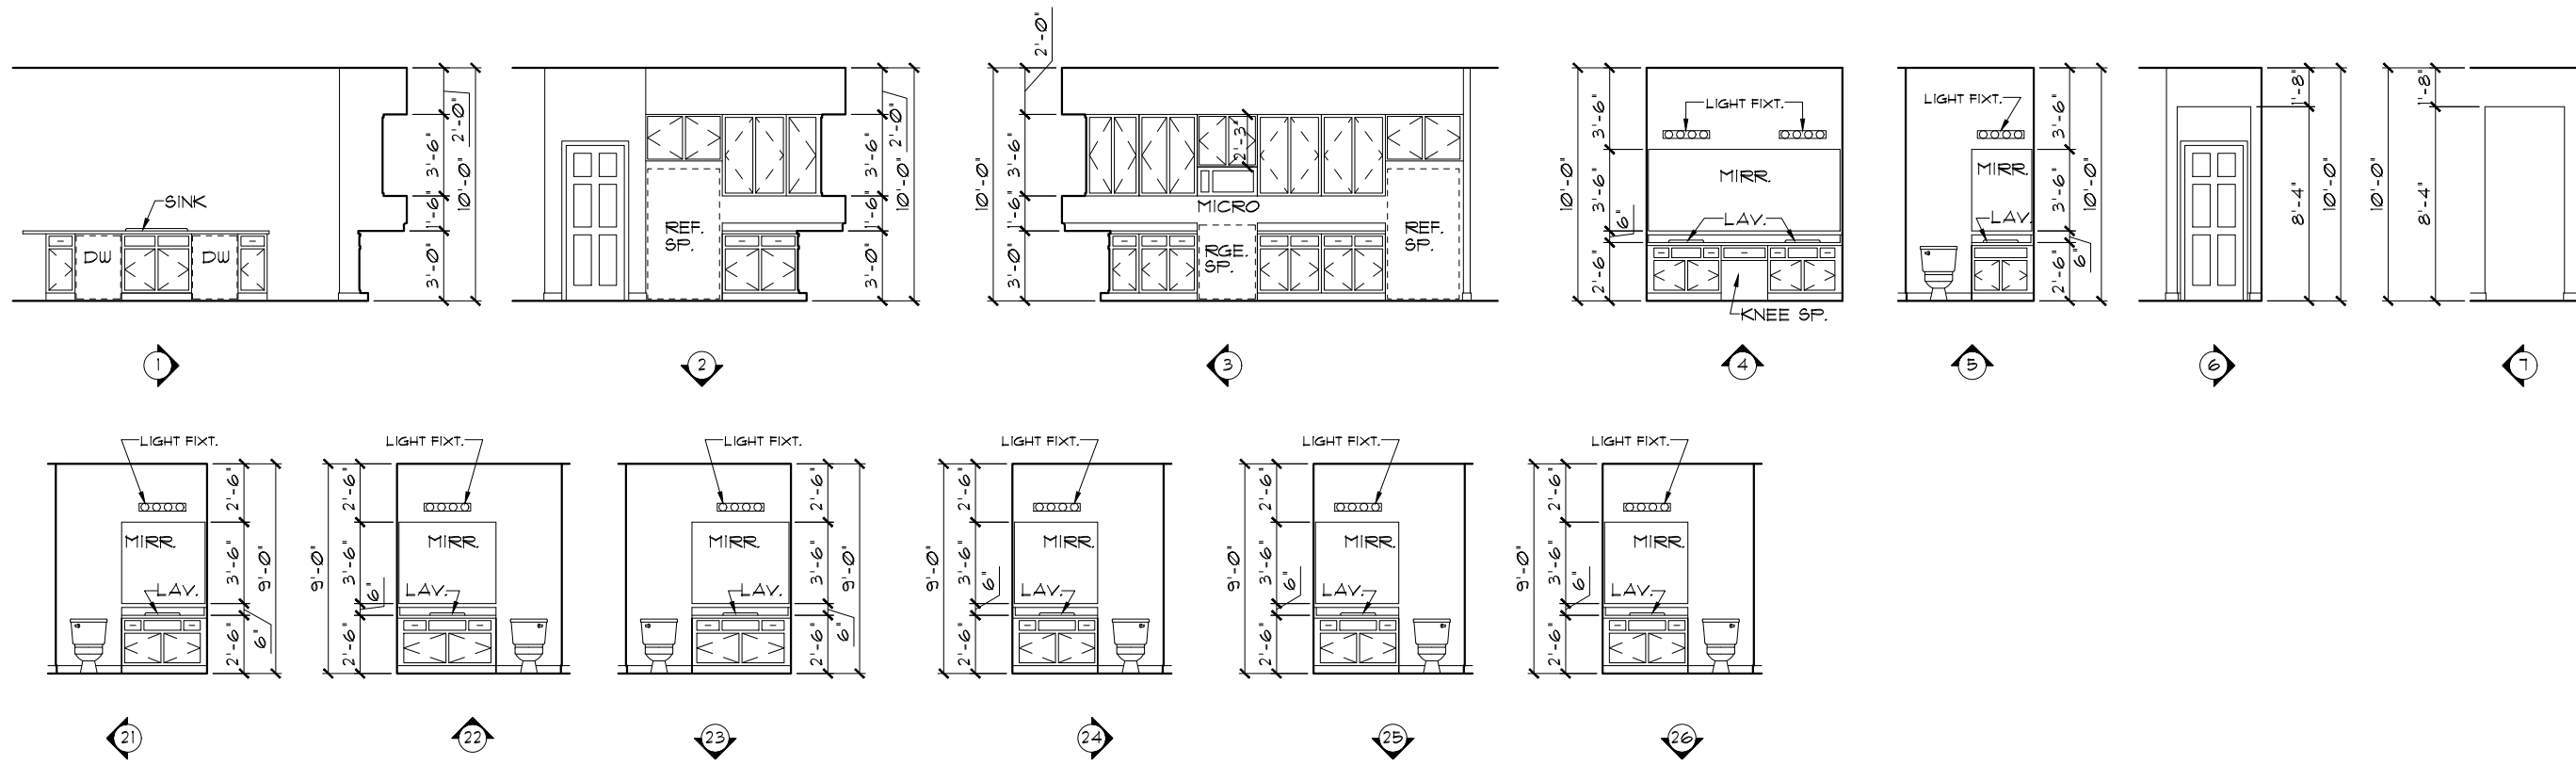 SINK
DW
DW
2'-0"
3'-6"
1'-6"
3'-0"
10'-0"
1
REF.
SP.
2'-0"
3'-6"
1'-6"
3'-0"
10'-0"
2
2'-0"
10'-0"
3'-6"
1'-6"
3'-0"
2'-3"
MICRO
RGE.
SP.
REF.
SP.
3
10'-0"
3'-6"
3'-6"
6"
2'-6"
LIGHT FIXT.
MIRR.
LAV.
KNEE SP.
4
LIGHT FIXT.
MIRR.
LAV.
3'-6"
3'-6"
6"
2'-6"
10'-0"
5
1'-8"
8'-4"
10'-0"
6
10'-0"
1'-8"
8'-4"
7
LIGHT FIXT.
MIRR.
LAV.
2'-6"
3'-6"
6"
2'-6"
9'-0"
21
LIGHT FIXT.
9'-0"
2'-6"
3'-6"
6"
2'-6"
MIRR.
LAV.
22
LIGHT FIXT.
MIRR.
LAV.
2'-6"
3'-6"
6"
2'-6"
9'-0"
23
LIGHT FIXT.
9'-0"
2'-6"
3'-6"
6"
2'-6"
MIRR.
LAV.
24
LIGHT FIXT.
9'-0"
2'-6"
3'-6"
6"
2'-6"
MIRR.
LAV.
25
LIGHT FIXT.
9'-0"
2'-6"
3'-6"
6"
2'-6"
MIRR.
LAV.
26